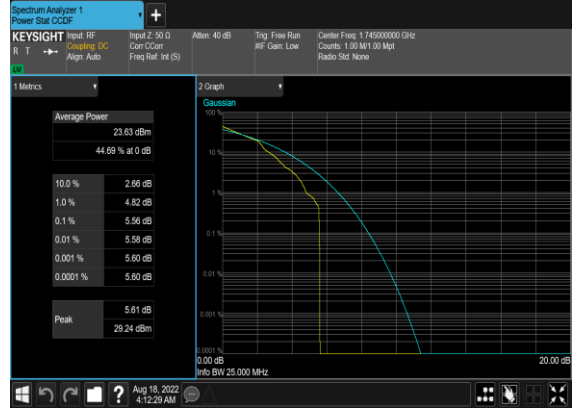 Spectrum Analyzer 1
Power Stat CCDF
+
KEYSIGHT
R T
LXI
Input: RF
Coupling: DC
Align: Auto
Input Z: 50 Ω
Corr CCorr
Freq Ref: Int (S)
Atten: 40 dB
Trig: Free Run
#IF Gain: Low
Center Freq: 1.745000000 GHz
Counts: 1.00 M/1.00 Mpt
Radio Std: None
1 Metrics
Average Power
23.63 dBm
44.69 % at 0 dB
10.0 % 2.66 dB
1.0 % 4.82 dB
0.1 % 5.56 dB
0.01 % 5.58 dB
0.001 % 5.60 dB
0.0001 % 5.60 dB
Peak
5.61 dB
29.24 dBm
2 Graph
Gaussian
100 %
10 %
1 %
0.1 %
0.01 %
0.001 %
0.0001 %
0.00 dB
20.00 dB
Info BW 25.000 MHz
?
Aug 18, 2022
4:12:29 AM